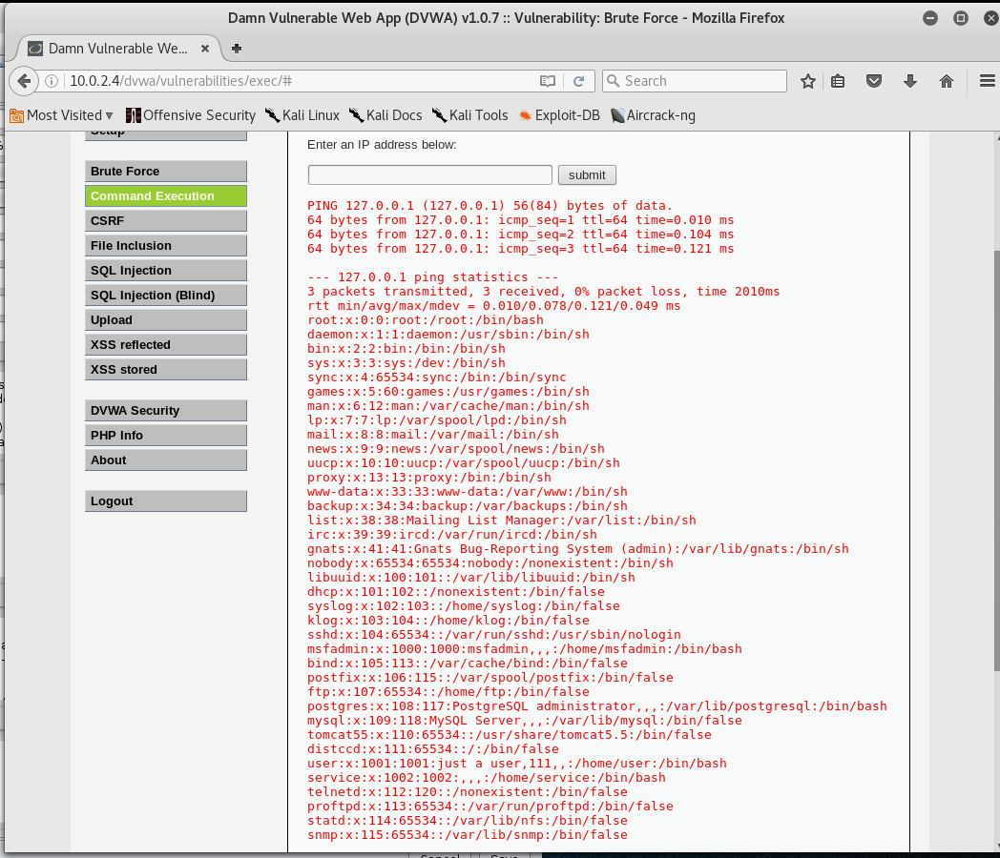 Damn Vulnerable Web App (DVWA) v1.0.7 :: Vulnerability: Brute Force - Mozilla Firefox
Damn Vulnerable We...
10.0.2.4/dvwa/vulnerabilities/exec/#
Search
Most Visited
Offensive Security
Kali Linux
Kali Docs
Kali Tools
Exploit-DB
Aircrack-ng
Setup
Brute Force
Command Execution
CSRF
File Inclusion
SQL Injection
SQL Injection (Blind)
Upload
XSS reflected
XSS stored
DVWA Security
PHP Info
About
Logout
Enter an IP address below:
submit
PING 127.0.0.1 (127.0.0.1) 56(84) bytes of data.
64 bytes from 127.0.0.1: icmp_seq=1 ttl=64 time=0.010 ms
64 bytes from 127.0.0.1: icmp_seq=2 ttl=64 time=0.104 ms
64 bytes from 127.0.0.1: icmp_seq=3 ttl=64 time=0.121 ms
--- 127.0.0.1 ping statistics ---
3 packets transmitted, 3 received, 0% packet loss, time 2010ms
rtt min/avg/max/mdev = 0.010/0.078/0.121/0.049 ms
root:x:0:0:root:/root:/bin/bash
daemon:x:1:1:daemon:/usr/sbin:/bin/sh
bin:x:2:2:bin:/bin:/bin/sh
sys:x:3:3:sys:/dev:/bin/sh
sync:x:4:65534:sync:/bin:/bin/sync
games:x:5:60:games:/usr/games:/bin/sh
man:x:6:12:man:/var/cache/man:/bin/sh
lp:x:7:7:lp:/var/spool/lpd:/bin/sh
mail:x:8:8:mail:/var/mail:/bin/sh
news:x:9:9:news:/var/spool/news:/bin/sh
uucp:x:10:10:uucp:/var/spool/uucp:/bin/sh
proxy:x:13:13:proxy:/bin:/bin/sh
www-data:x:33:33:www-data:/var/www:/bin/sh
backup:x:34:34:backup:/var/backups:/bin/sh
list:x:38:38:Mailing List Manager:/var/list:/bin/sh
irc:x:39:39:ircd:/var/run/ircd:/bin/sh
gnats:x:41:41:Gnats Bug-Reporting System (admin):/var/lib/gnats:/bin/sh
nobody:x:65534:65534:nobody:/nonexistent:/bin/sh
libuuid:x:100:101::/var/lib/libuuid:/bin/sh
dhcp:x:101:102::/nonexistent:/bin/false
syslog:x:102:103::/home/syslog:/bin/false
klog:x:103:104::/home/klog:/bin/false
sshd:x:104:65534::/var/run/sshd:/usr/sbin/nologin
msfadmin:x:1000:1000:msfadmin,,,:/home/msfadmin:/bin/bash
bind:x:105:113::/var/cache/bind:/bin/false
postfix:x:106:115::/var/spool/postfix:/bin/false
ftp:x:107:65534::/home/ftp:/bin/false
postgres:x:108:117:PostgreSQL administrator,,,:/var/lib/postgresql:/bin/bash
mysql:x:109:118:MySQL Server,,,:/var/lib/mysql:/bin/false
tomcat55:x:110:65534::/usr/share/tomcat5.5:/bin/false
distccd:x:111:65534::/:/bin/false
user:x:1001:1001:just a user,111,,:/home/user:/bin/bash
service:x:1002:1002:,,,:/home/service:/bin/bash
telnetd:x:112:120::/nonexistent:/bin/false
proftpd:x:113:65534::/var/run/proftpd:/bin/false
statd:x:114:65534::/var/lib/nfs:/bin/false
snmp:x:115:65534::/var/lib/snmp:/bin/false